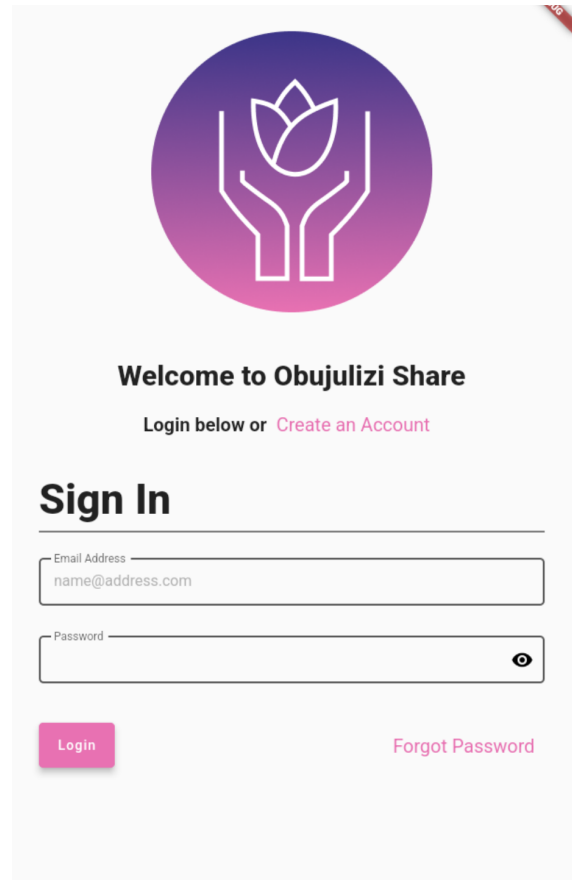 Welcome to Obujulizi Share
Login below or Create an Account
Sign In
Email Address
name@address.com
Password
Login Forgot Password